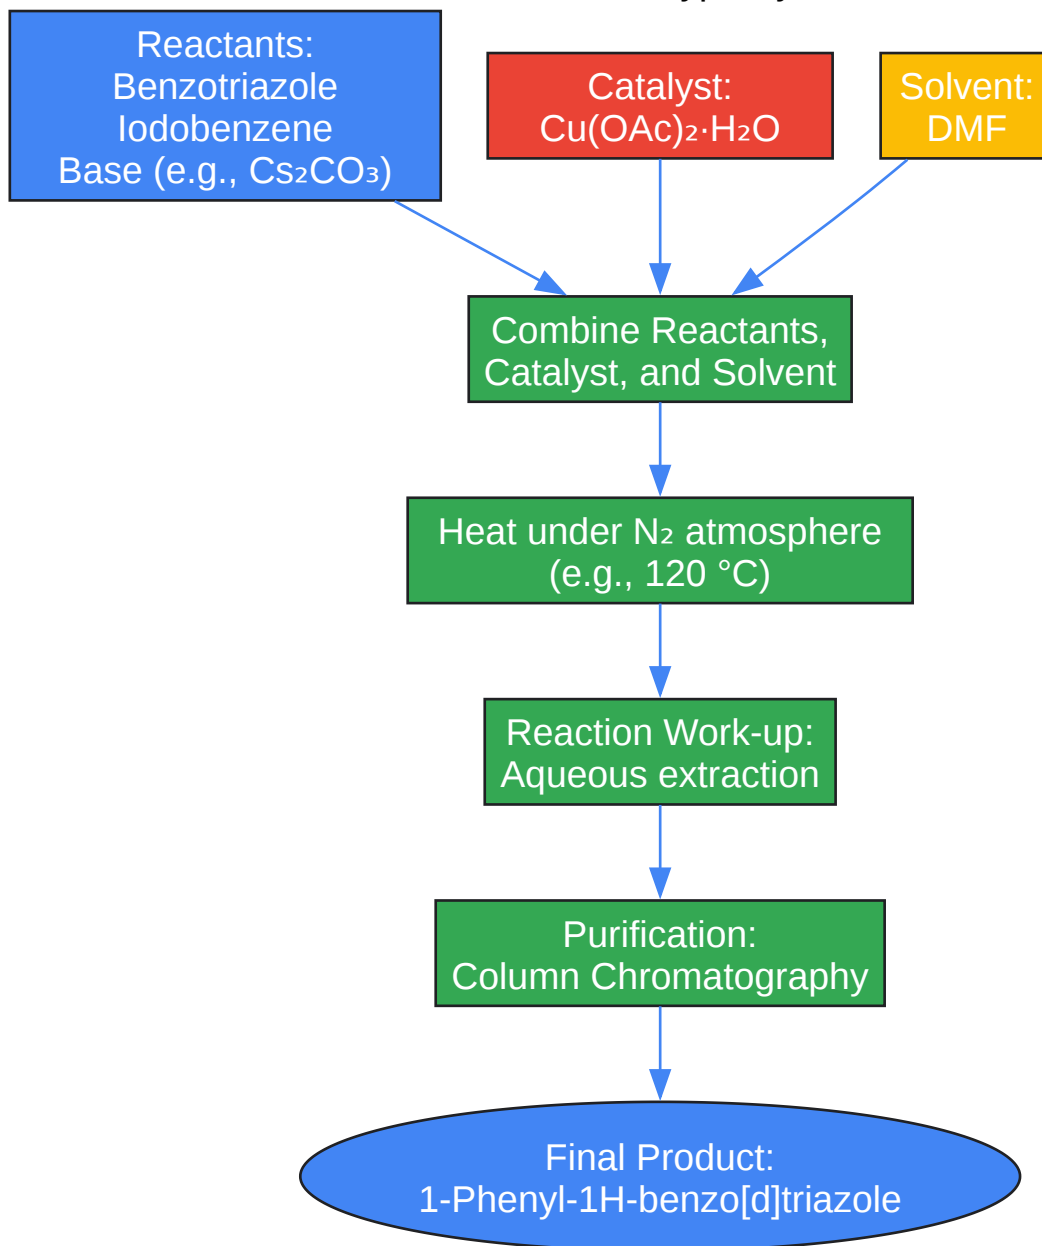 Reactants:
Benzotriazole
Iodobenzene
Base (e.g., Cs₂CO₃)
Catalyst:
Cu(OAc)₂·H₂O
Solvent:
DMF
Combine Reactants,
Catalyst, and Solvent
Heat under N₂ atmosphere
(e.g., 120 °C)
Reaction Work-up:
Aqueous extraction
Purification:
Column Chromatography
Final Product:
1-Phenyl-1H-benzo[d]triazole